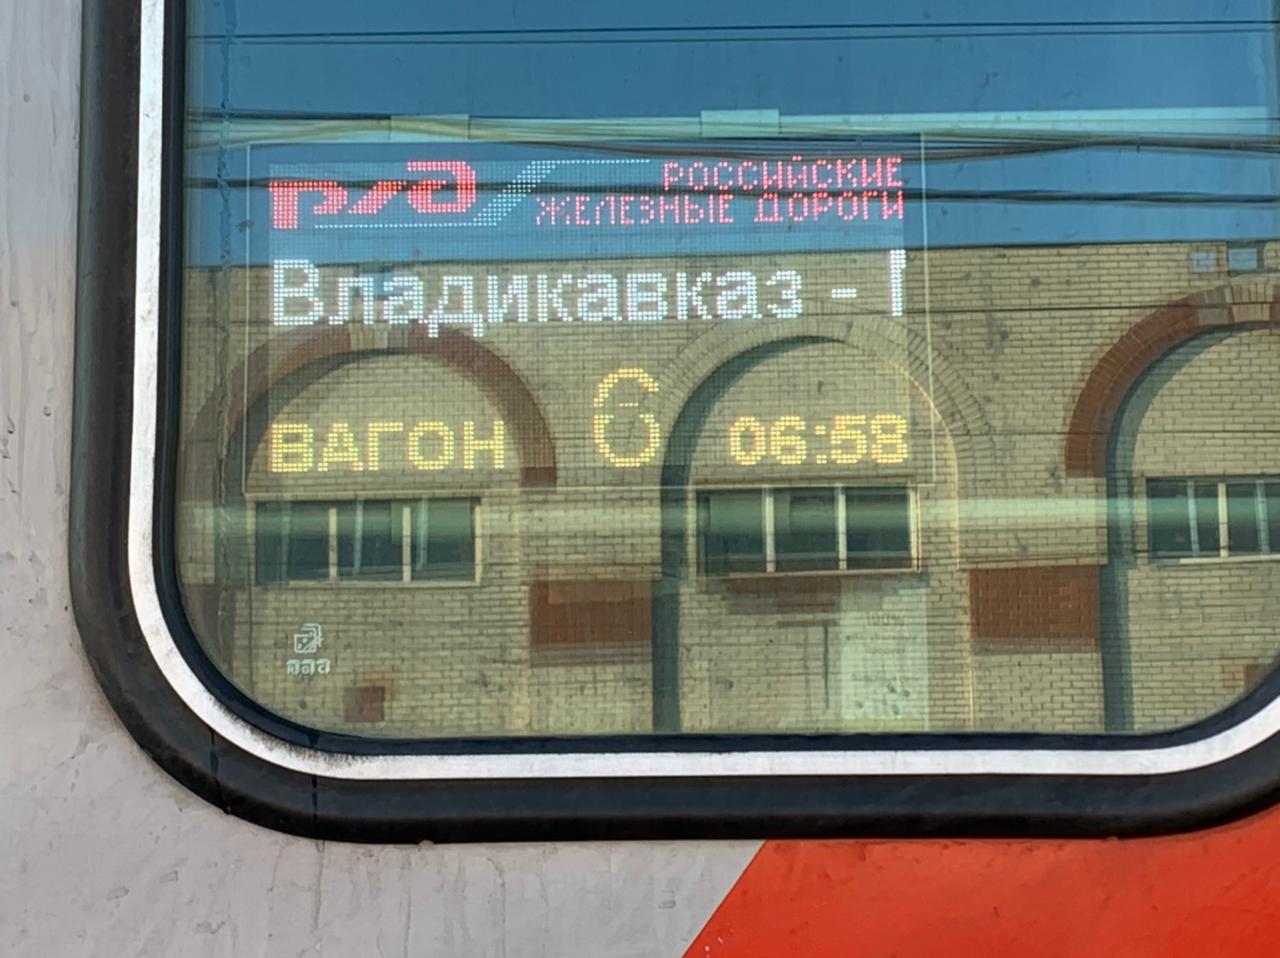 РЖД РОССИЙСКИЕ
ЖЕЛЕЗНЫЕ ДОРОГИ
Владикавказ -
ВАГОН 6 06:58